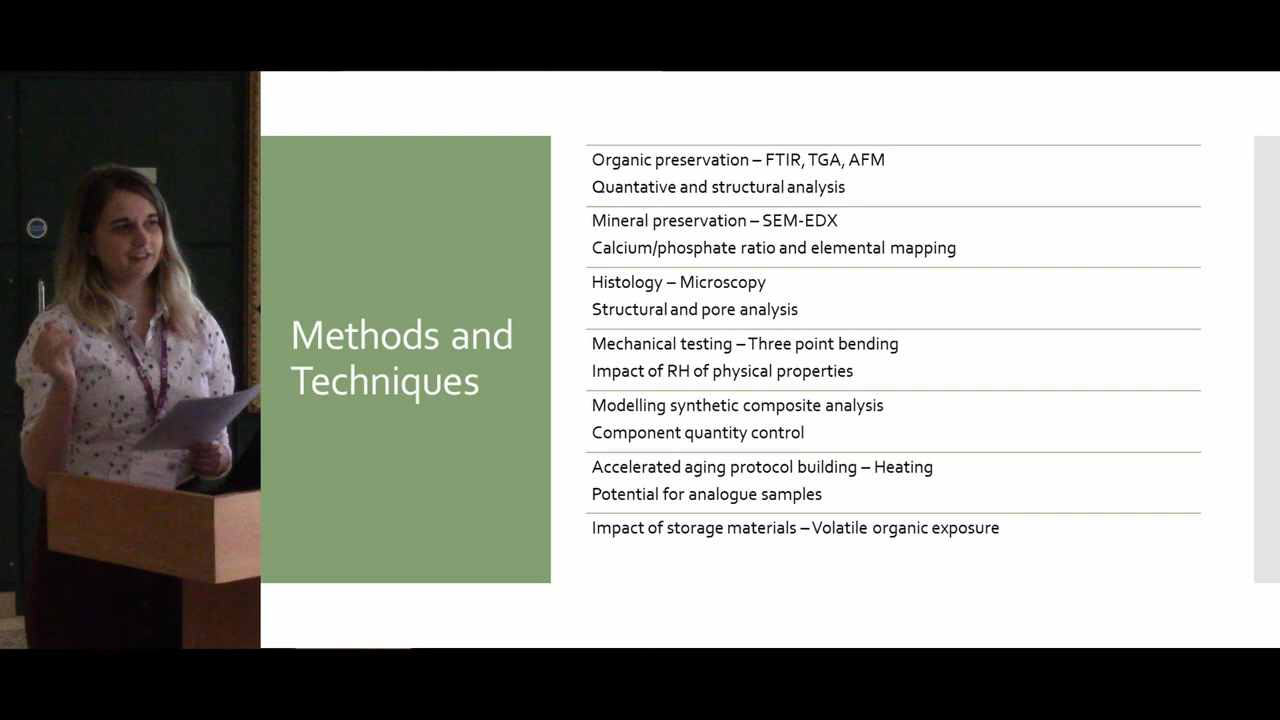 Methods and
Techniques
Organic preservation – FTIR, TGA, AFM
Quantative and structural analysis
Mineral preservation – SEM-EDX
Calcium/phosphate ratio and elemental mapping
Histology – Microscopy
Structural and pore analysis
Mechanical testing – Three point bending
Impact of RH of physical properties
Modelling synthetic composite analysis
Component quantity control
Accelerated aging protocol building – Heating
Potential for analogue samples
Impact of storage materials – Volatile organic exposure